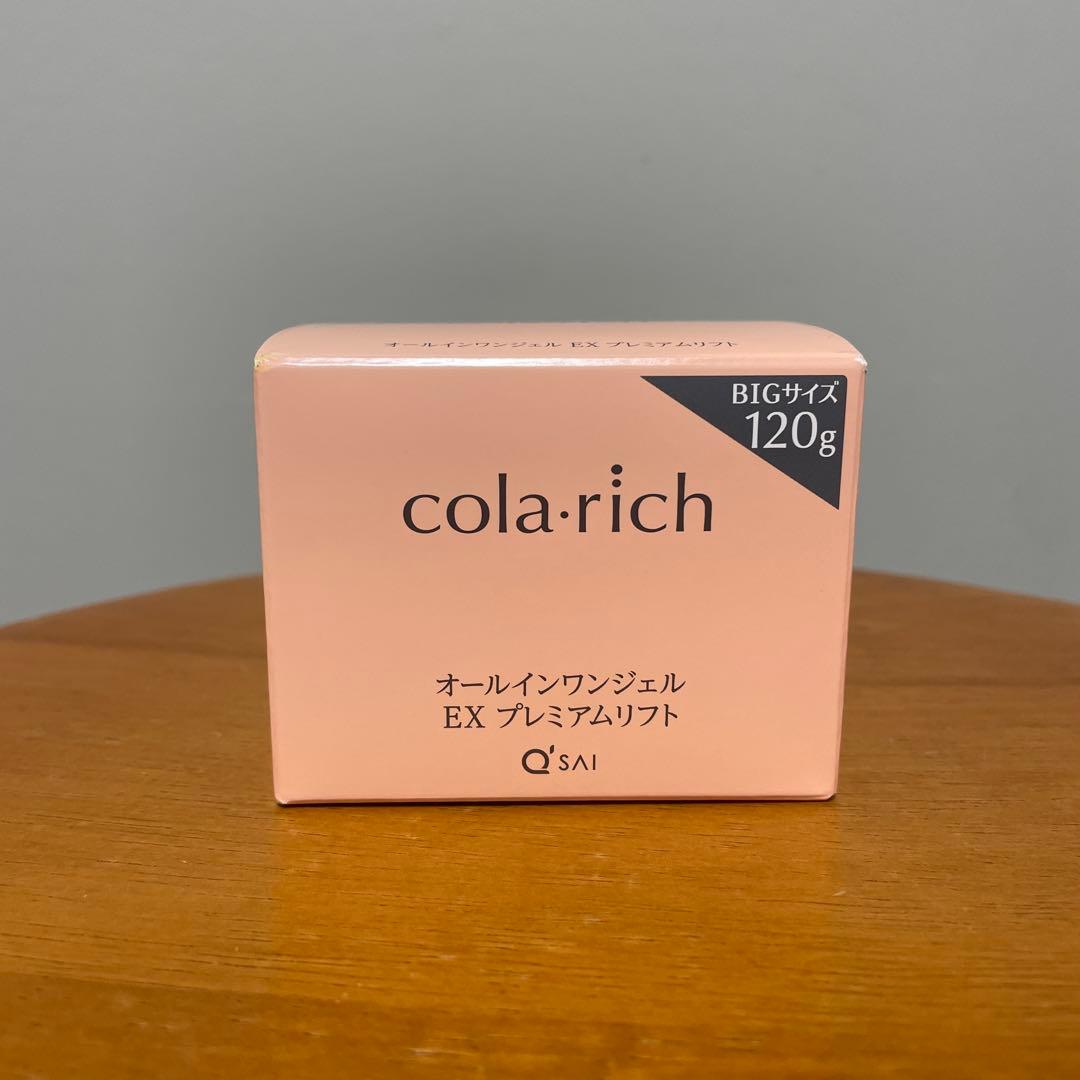 オールインワンジェル EX プレミアムリフト
BIGサイズ
120g
cola·rich
オールインワンジェル
EX プレミアムリフト
Q'SAI